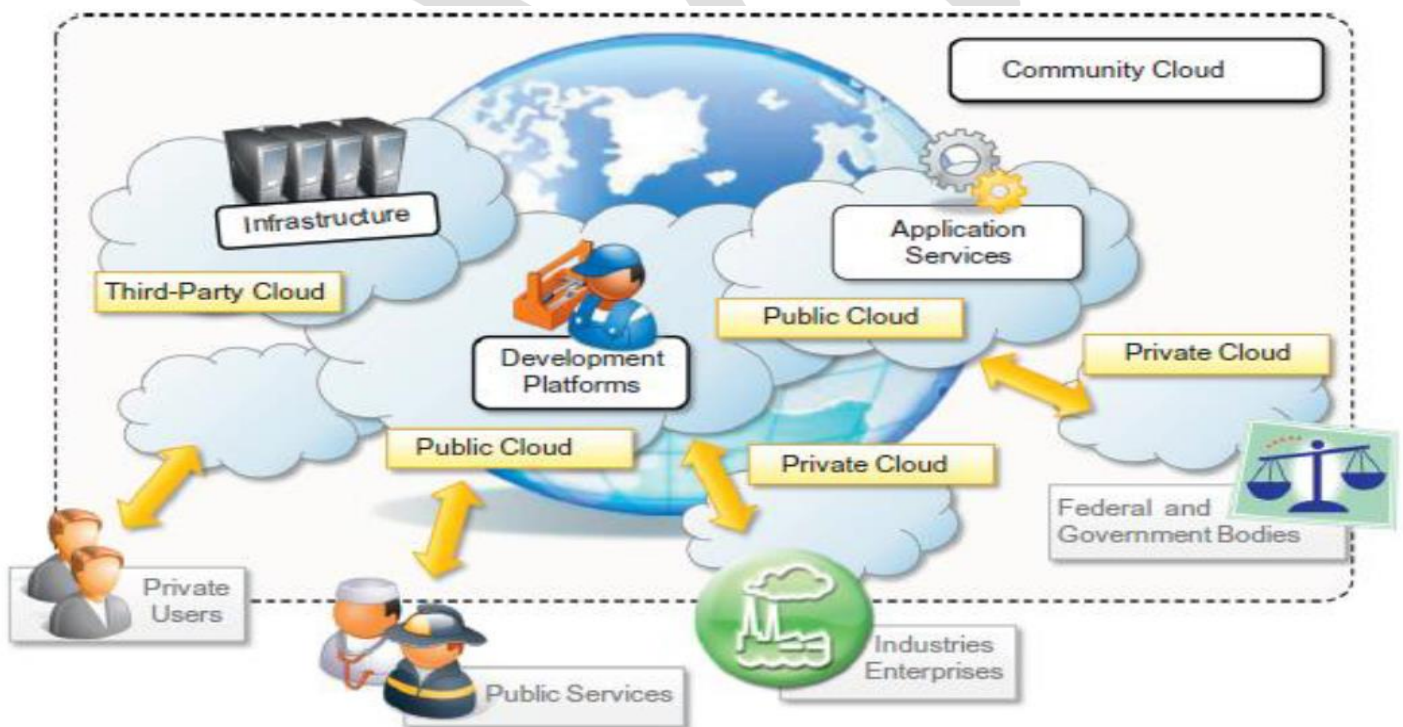 Community Cloud
Infrastructure
Application
Services
Third-Party Cloud
Public Cloud
Development
Platforms
Private Cloud
Public Cloud
Private Cloud
Federal and
Government Bodies
Private
Users
Industries
Enterprises
Public Services